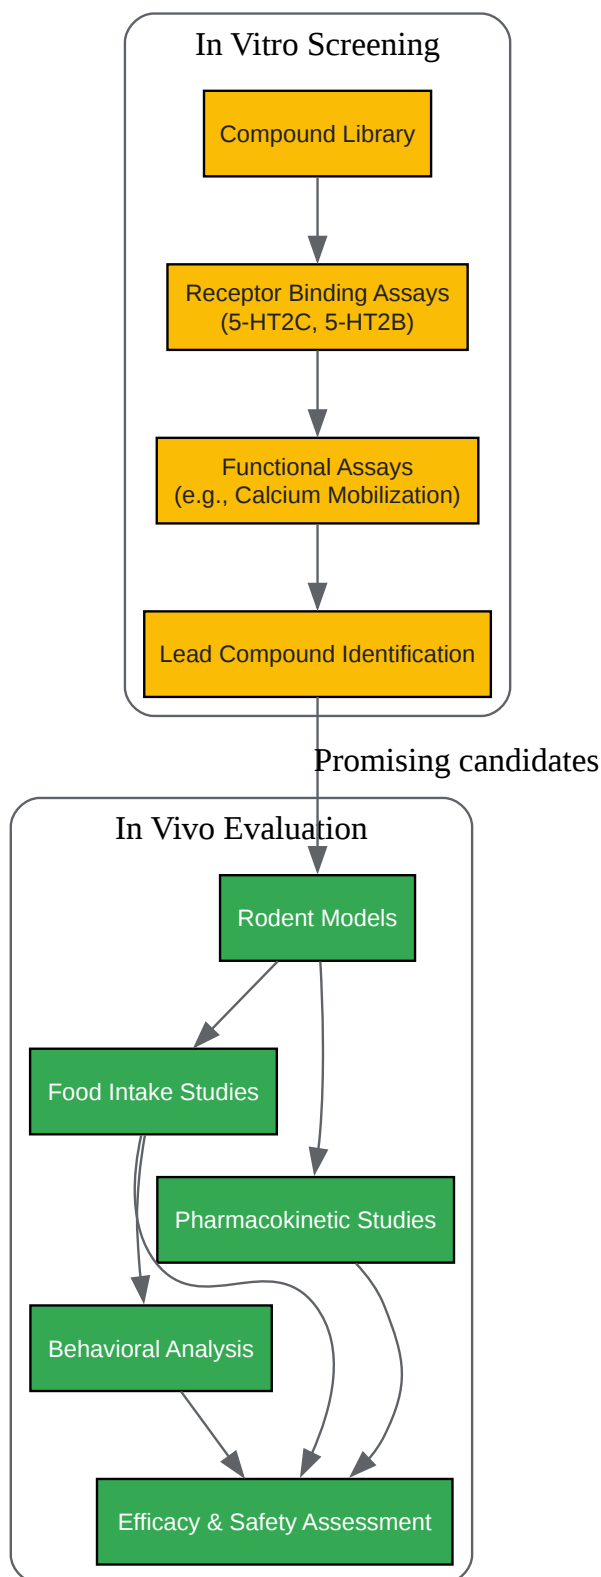 In Vitro Screening
Compound Library
Receptor Binding Assays
(5-HT2C, 5-HT2B)
Functional Assays
(e.g., Calcium Mobilization)
Lead Compound Identification
Promising candidates
In Vivo Evaluation
Rodent Models
Food Intake Studies
Pharmacokinetic Studies
Behavioral Analysis
Efficacy & Safety Assessment